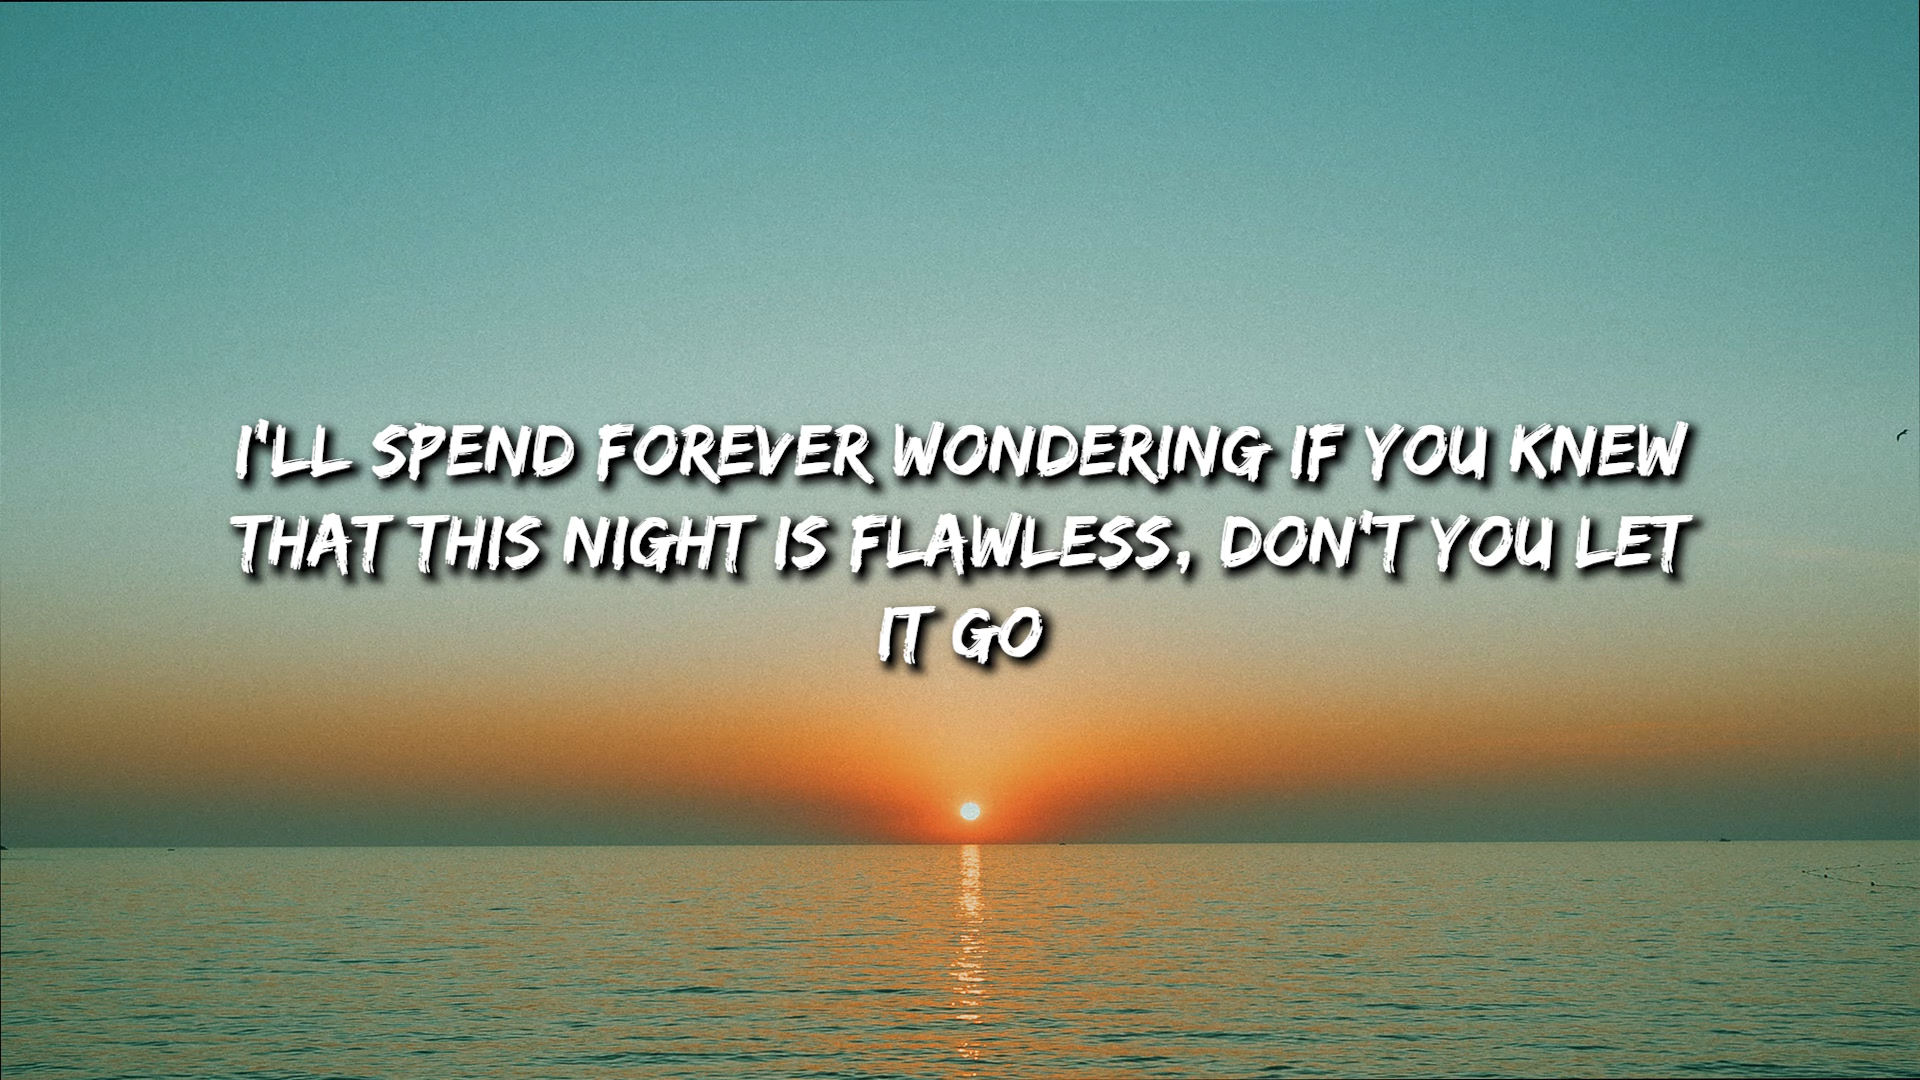 I'LL SPEND FOREVER WONDERING IF YOU KNEW
THAT THIS NIGHT IS FLAWLESS, DON'T YOU LET
IT GO